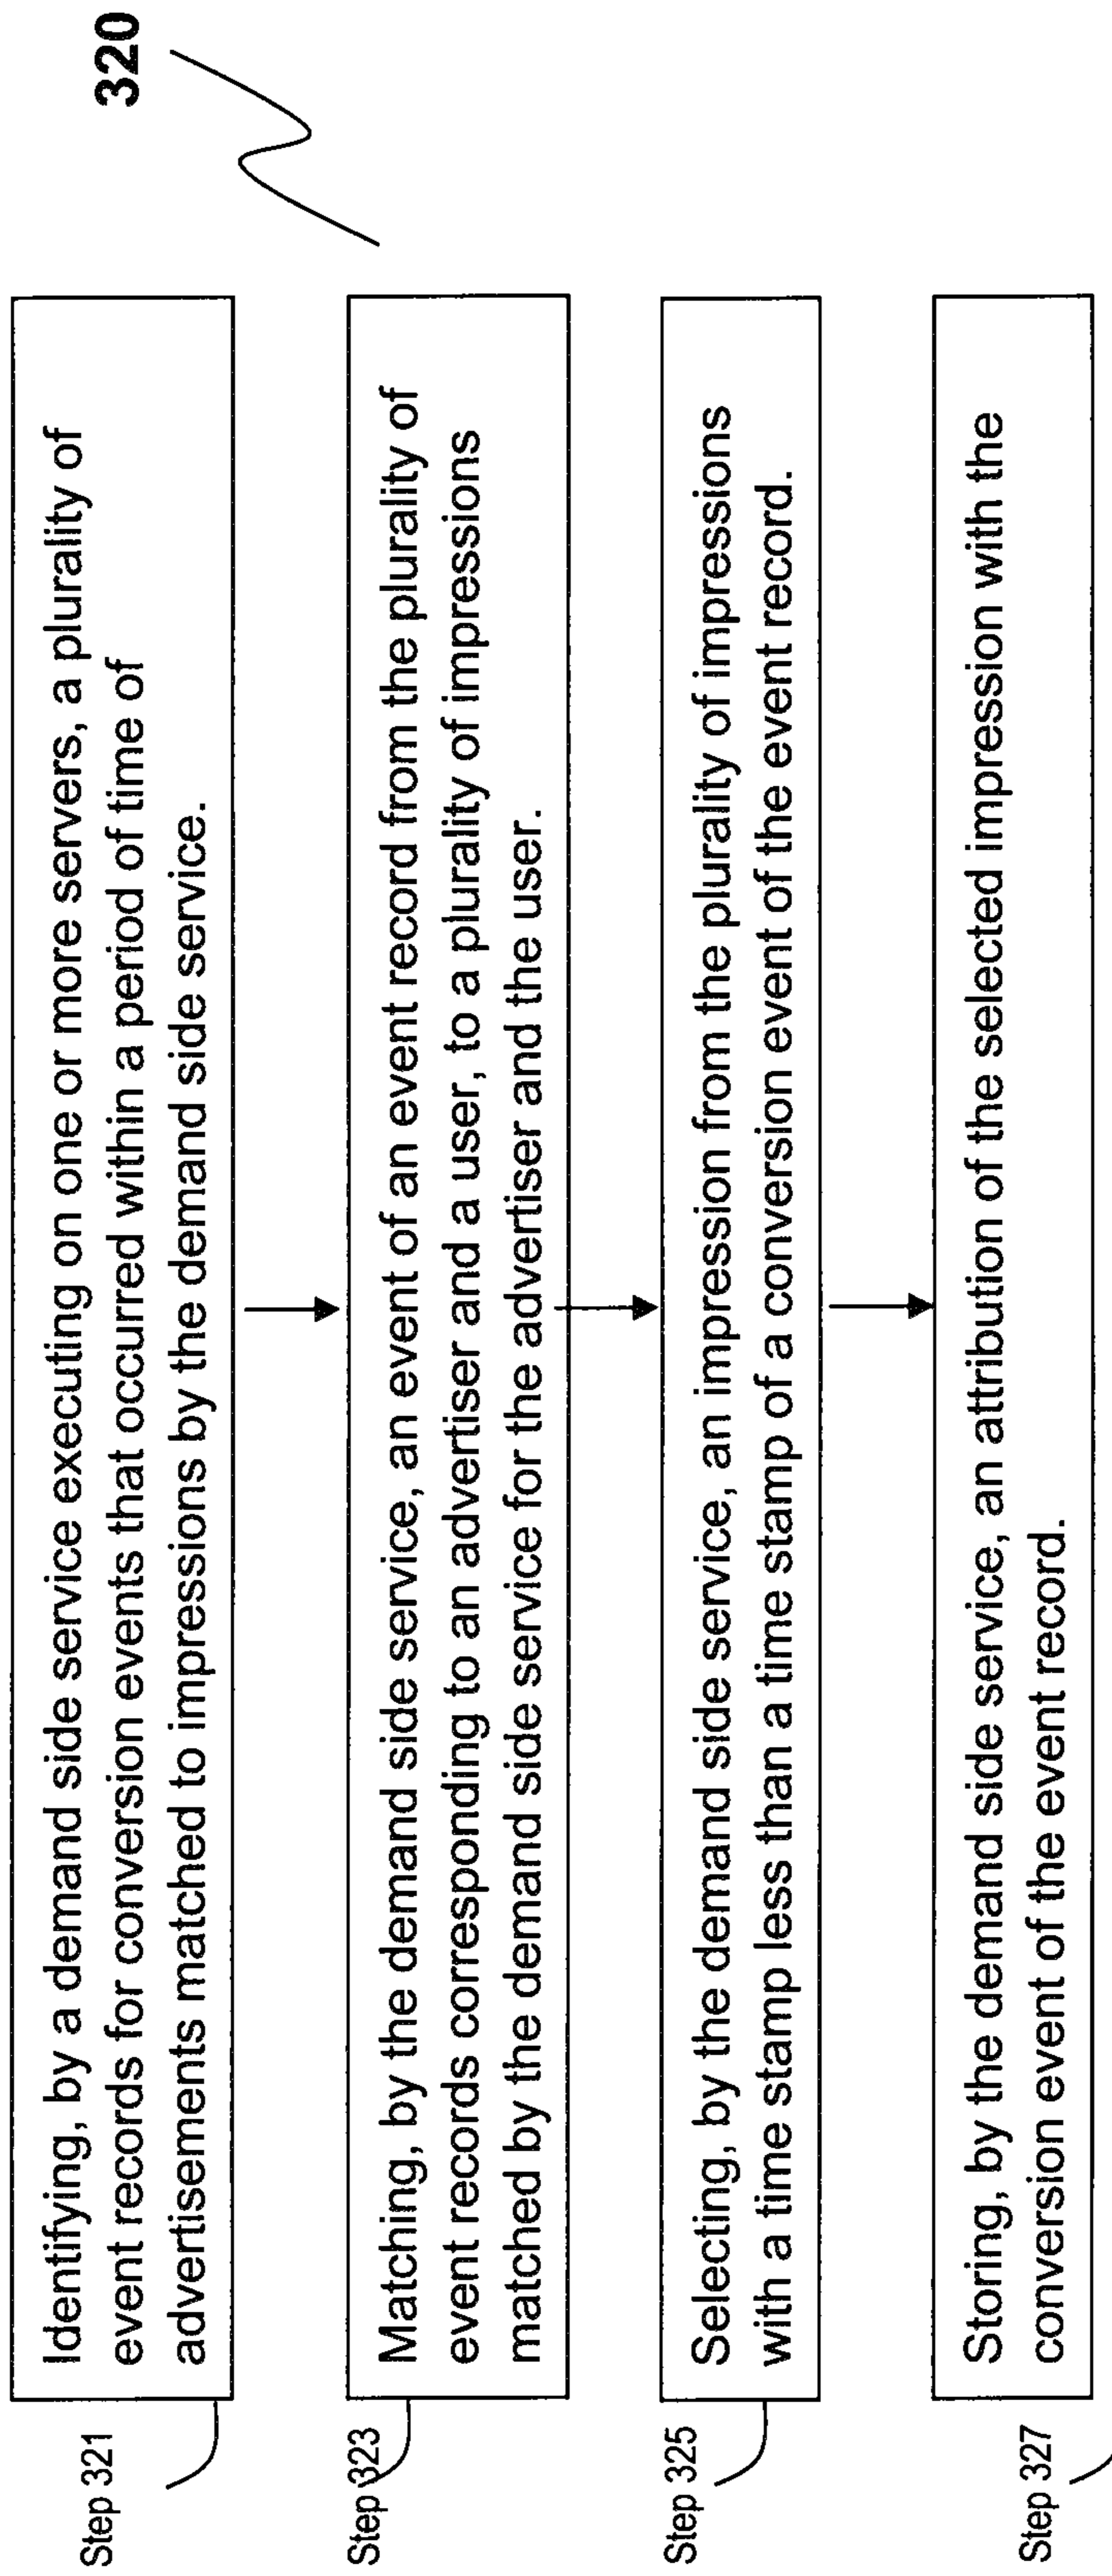 320
Step 321
Identifying, by a demand side service executing on one or more servers, a plurality of
event records for conversion events that occurred within a period of time of
advertisements matched to impressions by the demand side service.
Step 323
Matching, by the demand side service, an event of an event record from the plurality of
event records corresponding to an advertiser and a user, to a plurality of impressions
matched by the demand side service for the advertiser and the user.
Step 325
Selecting, by the demand side service, an impression from the plurality of impressions
with a time stamp less than a time stamp of a conversion event of the event record.
Step 327
Storing, by the demand side service, an attribution of the selected impression with the
conversion event of the event record.